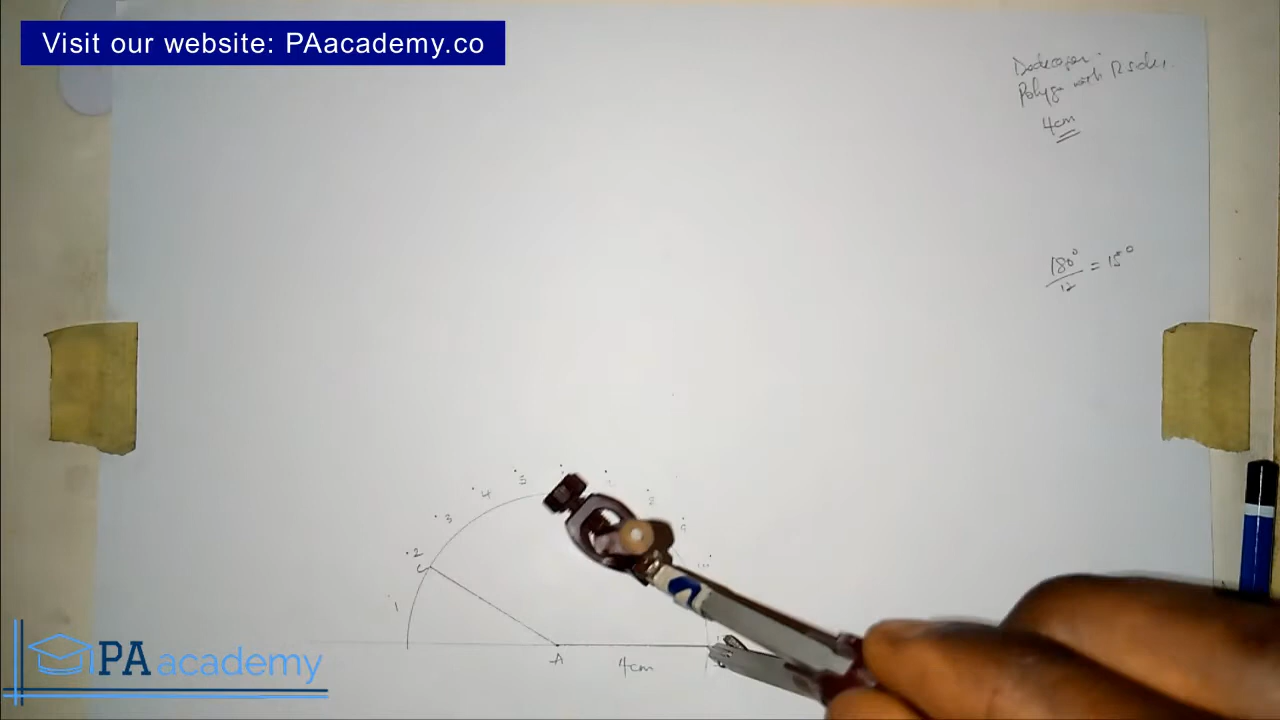 Visit our website: PAacademy.co
Polygon with 12 sides
4cm
180° = 15°
12
5
4
3
2
C
1
A
4cm
PA academy